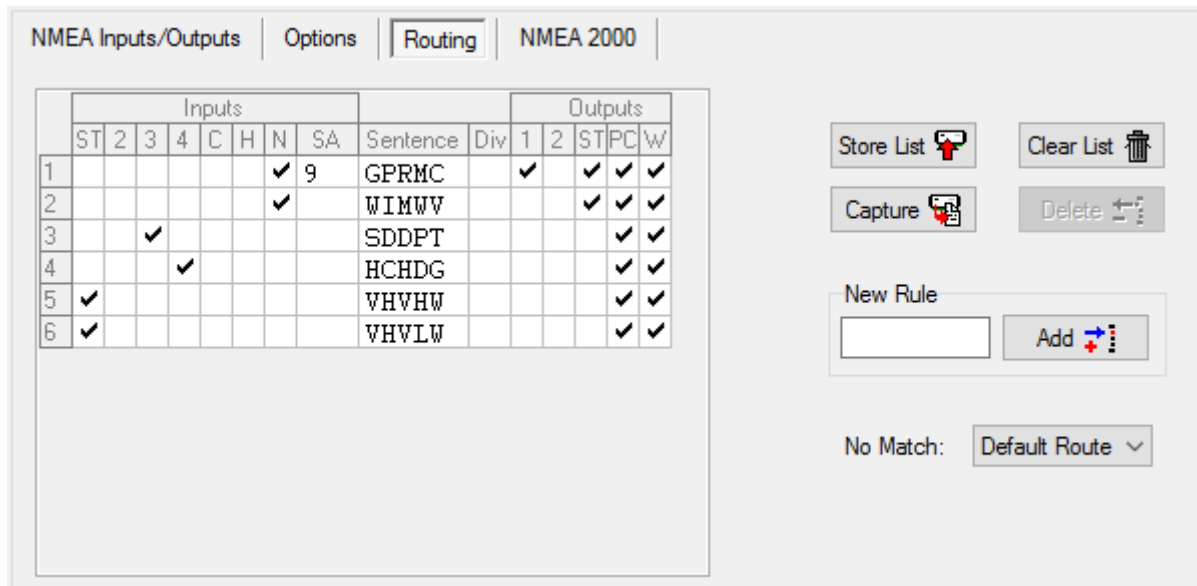 NMEA Inputs/Outputs Options Routing NMEA 2000
Inputs Outputs
ST 2 3 4 C H N SA Sentence Div 1 2 ST PC W
1 ✔ 9 GPRMC ✔ ✔ ✔ ✔
2 ✔ WIMWV ✔ ✔ ✔
3 ✔ SDDPT ✔ ✔
4 ✔ HCHDG ✔ ✔
5 ✔ VHVHW ✔ ✔
6 ✔ VHVLW ✔ ✔
Store List Clear List
Capture Delete
New Rule
Add
No Match: Default Route